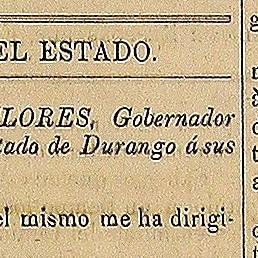 EL ESTADO.
LORES, Gobernador
tado de Durango á sus
el mismo me ha dirigi-